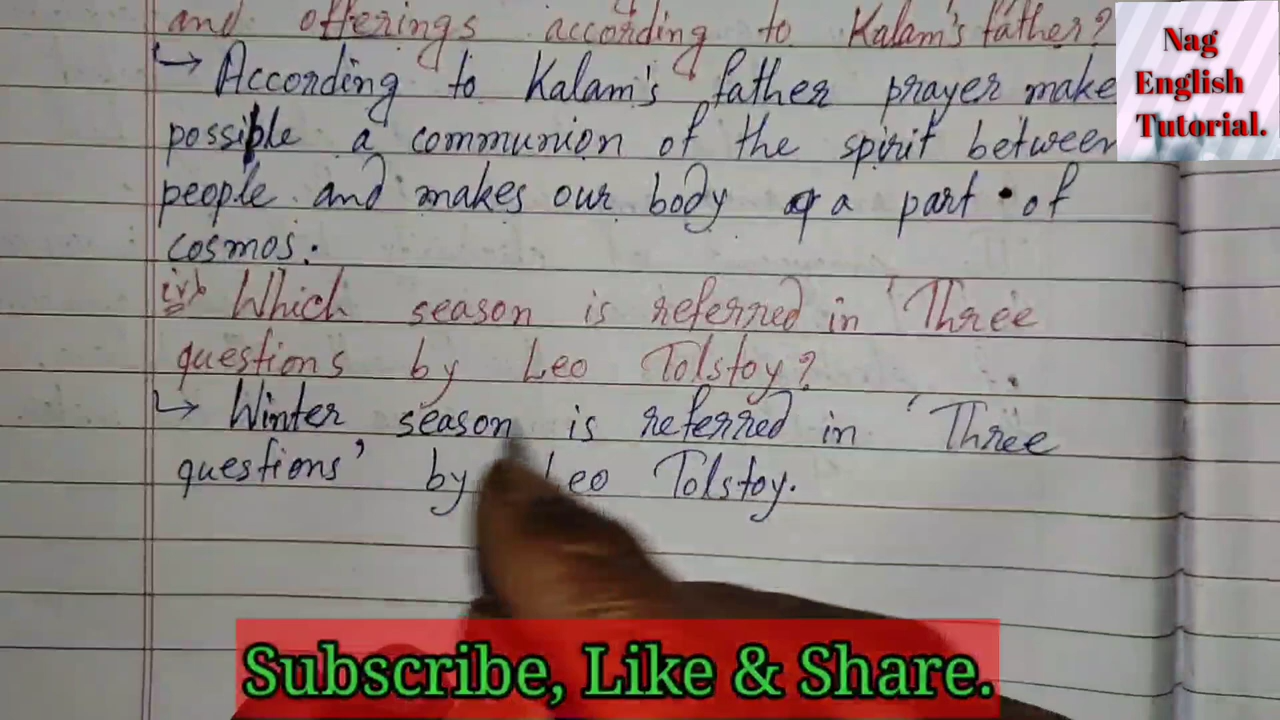 and offerings according to Kalam's father?
→ According to Kalam's father prayer make
possible a communion of the spirit between
people and makes our body a part of
cosmos.
iv) Which season is referred in 'Three
questions by Leo Tolstoy?
→ Winter season is referred in 'Three
questions' by Leo Tolstoy.
Nag
English
Tutorial.
Subscribe, Like & Share.